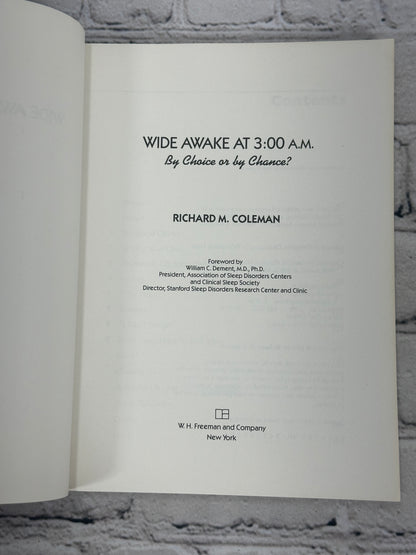 WIDE AWAKE AT 3:00 A.M.
By Choice or by Chance?
RICHARD M. COLEMAN
Foreword by
William C. Dement, M.D., Ph.D.
President, Association of Sleep Disorders Centers
and Clinical Sleep Society
Director, Stanford Sleep Disorders Research Center and Clinic
W. H. Freeman and Company
New York